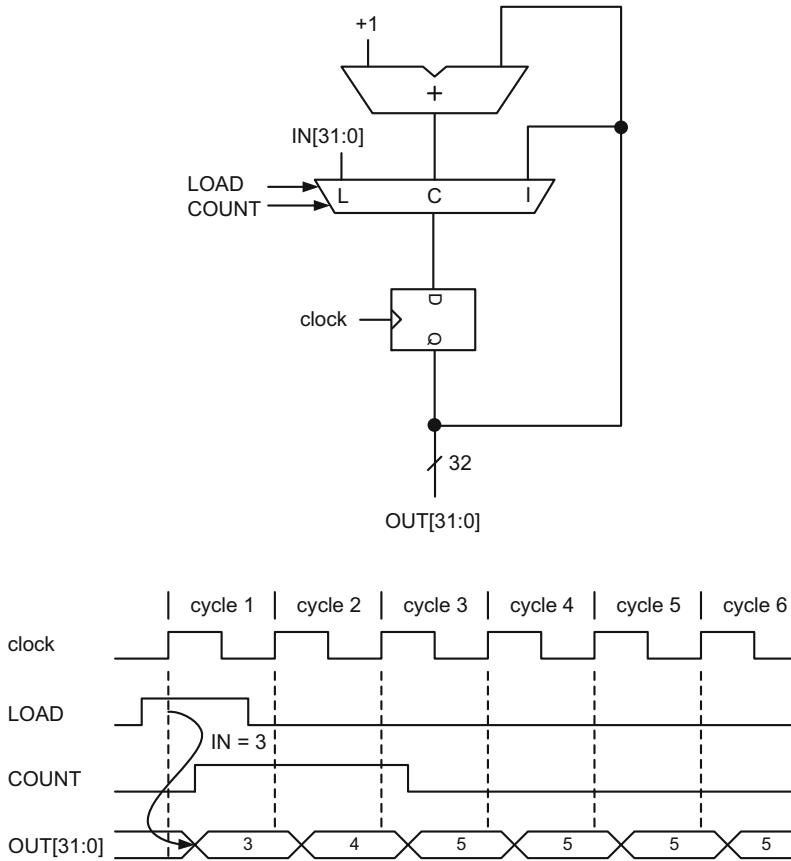 +1
+
IN[31:0]
LOAD
COUNT
L C I
D
clock
Q
32
OUT[31:0]
cycle 1 cycle 2 cycle 3 cycle 4 cycle 5 cycle 6
clock
LOAD
IN = 3
COUNT
OUT[31:0] 3 4 5 5 5 5